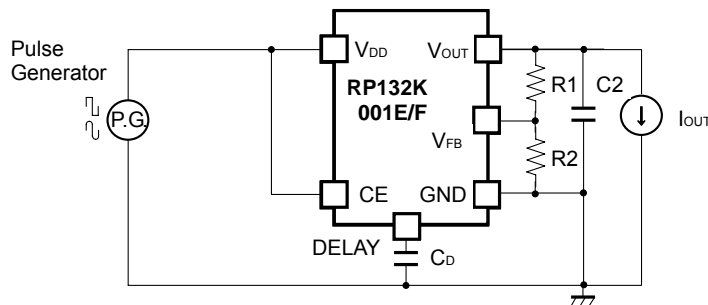 Pulse
Generator
P.G.
VDD
VOUT
RP132K
001E/F
VFB
CE
GND
DELAY
CD
R1
C2
R2
IOUT